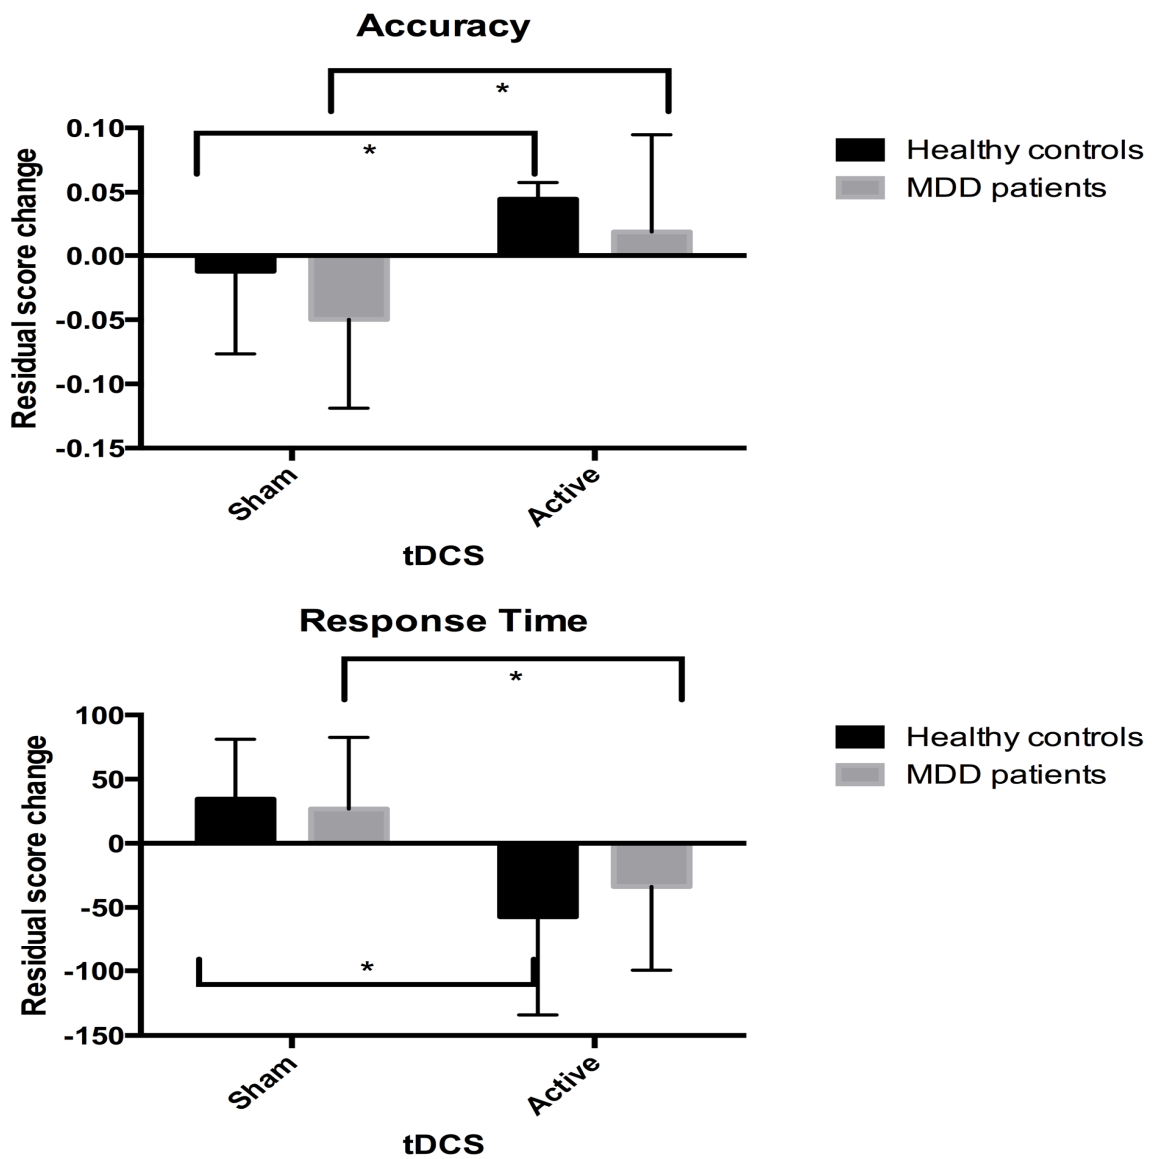 Accuracy
*
*
0.10
0.05
0.00
-0.05
-0.10
-0.15
Residual score change
Healthy controls
MDD patients
Sham
Active
tDCS
Response Time
*
100
50
0
-50
-100
-150
Residual score change
*
Healthy controls
MDD patients
Sham
Active
tDCS